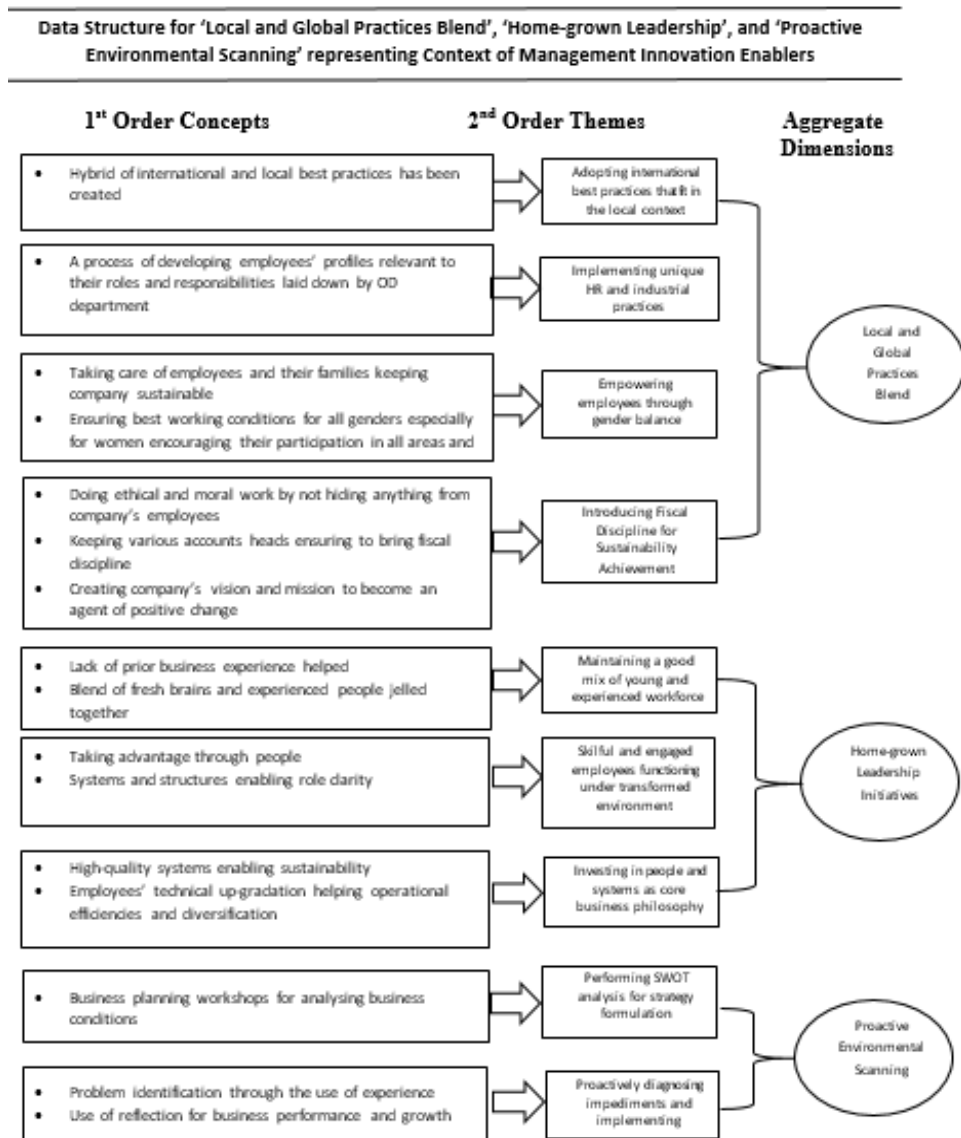 Data Structure for ‘Local and Global Practices Blend’, ‘Home-grown Leadership’, and ‘Proactive
Environmental Scanning’ representing Context of Management Innovation Enablers
1st Order Concepts
2nd Order Themes
Aggregate
Dimensions
• Hybrid of international and local best practices has been
created
Adopting international
best practices that fit in
the local context
• A process of developing employees’ profiles relevant to
their roles and responsibilities laid down by OD
department
Implementing unique
HR and industrial
practices
• Taking care of employees and their families keeping
company sustainable
• Ensuring best working conditions for all genders especially
for women encouraging their participation in all areas and
Empowering
employees through
gender balance
• Doing ethical and moral work by not hiding anything from
company’s employees
• Keeping various accounts heads ensuring to bring fiscal
discipline
• Creating company’s vision and mission to become an
agent of positive change
Introducing Fiscal
Discipline for
Sustainability
Achievement
Local and
Global
Practices
Blend
• Lack of prior business experience helped
• Blend of fresh brains and experienced people jelled
together
Maintaining a good
mix of young and
experienced workforce
• Taking advantage through people
• Systems and structures enabling role clarity
Skilful and engaged
employees functioning
under transformed
environment
• High-quality systems enabling sustainability
• Employees’ technical up-gradation helping operational
efficiencies and diversification
Investing in people and
systems as core
business philosophy
Home-grown
Leadership
Initiatives
• Business planning workshops for analysing business
conditions
Performing SWOT
analysis for strategy
formulation
• Problem identification through the use of experience
• Use of reflection for business performance and growth
Proactively diagnosing
impediments and
implementing
Proactive
Environmental
Scanning